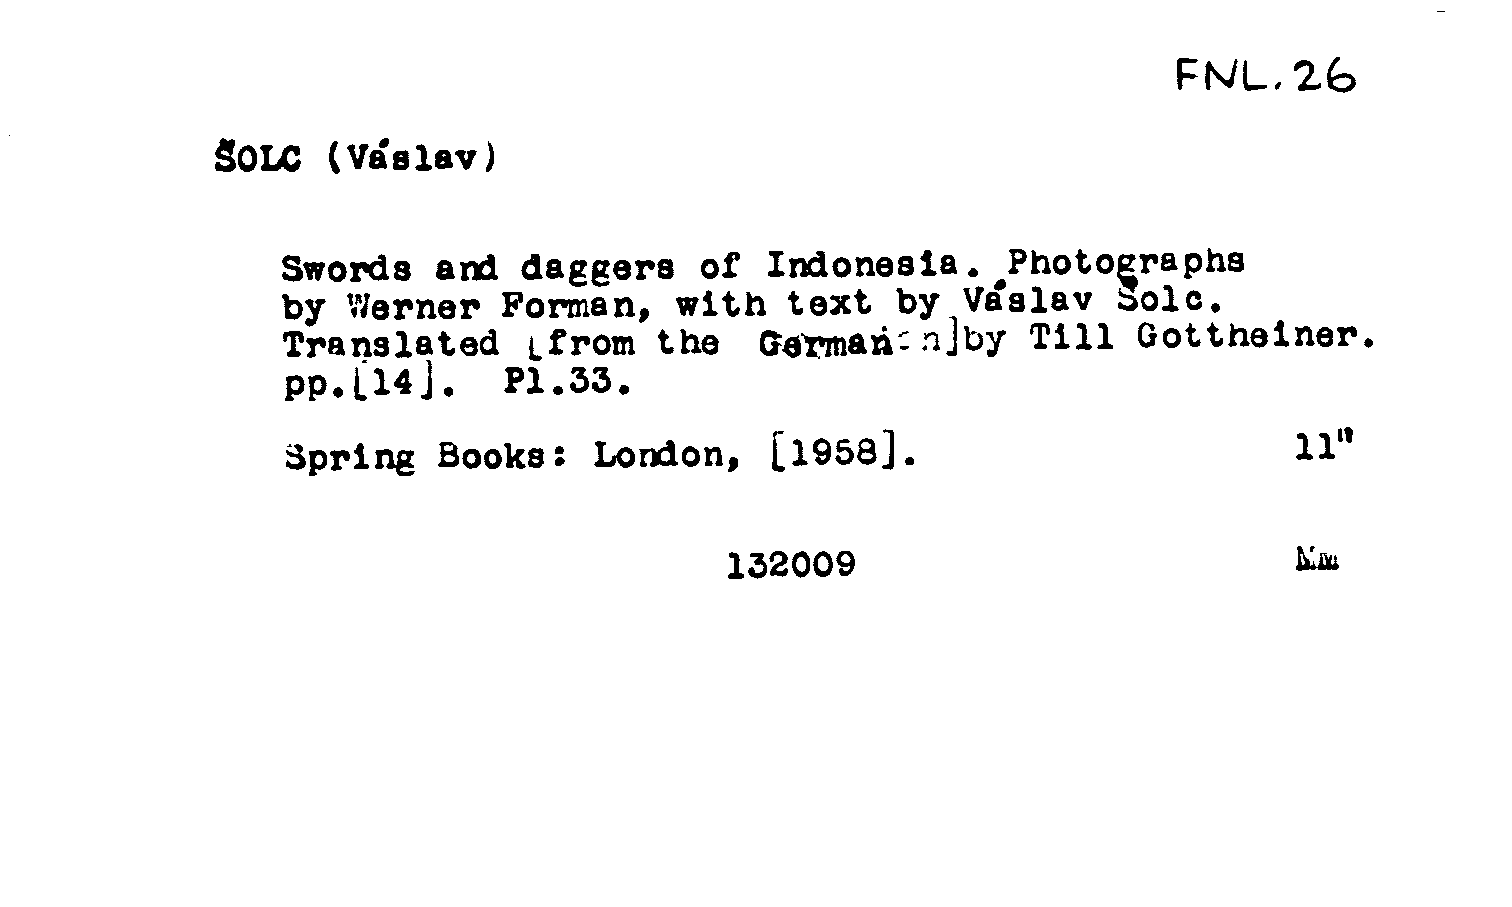 FNL.26
ŠOLC (Váslav)
Swords and daggers of Indonesia. Photographs
by Werner Forman, with text by Váslav Šolc.
Translated [from the German]by Till Gottheiner.
pp.[14]. Pl.33.
Spring Books: London, [1958]. 11"
132009